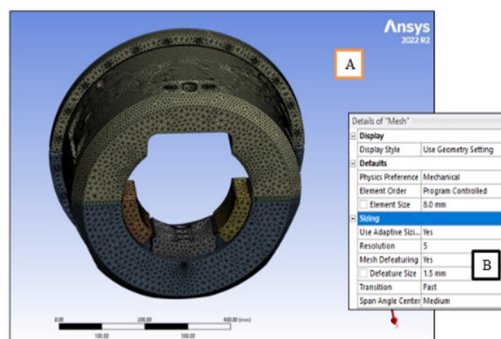 Ansys
2022 R2
A
Details of "Mesh"
Display
Display Style Use Geometry Setting
Defaults
Physics Preference Mechanical
Element Order Program Controlled
Element Size 8.0 mm
Sizing
Use Adaptive Sizi... Yes
Resolution 5
Mesh Defeaturing Yes
Defeature Size 1.5 mm
Transition Fast
Span Angle Center Medium
B
0.00 200.00 400.00 (mm)
100.00 300.00